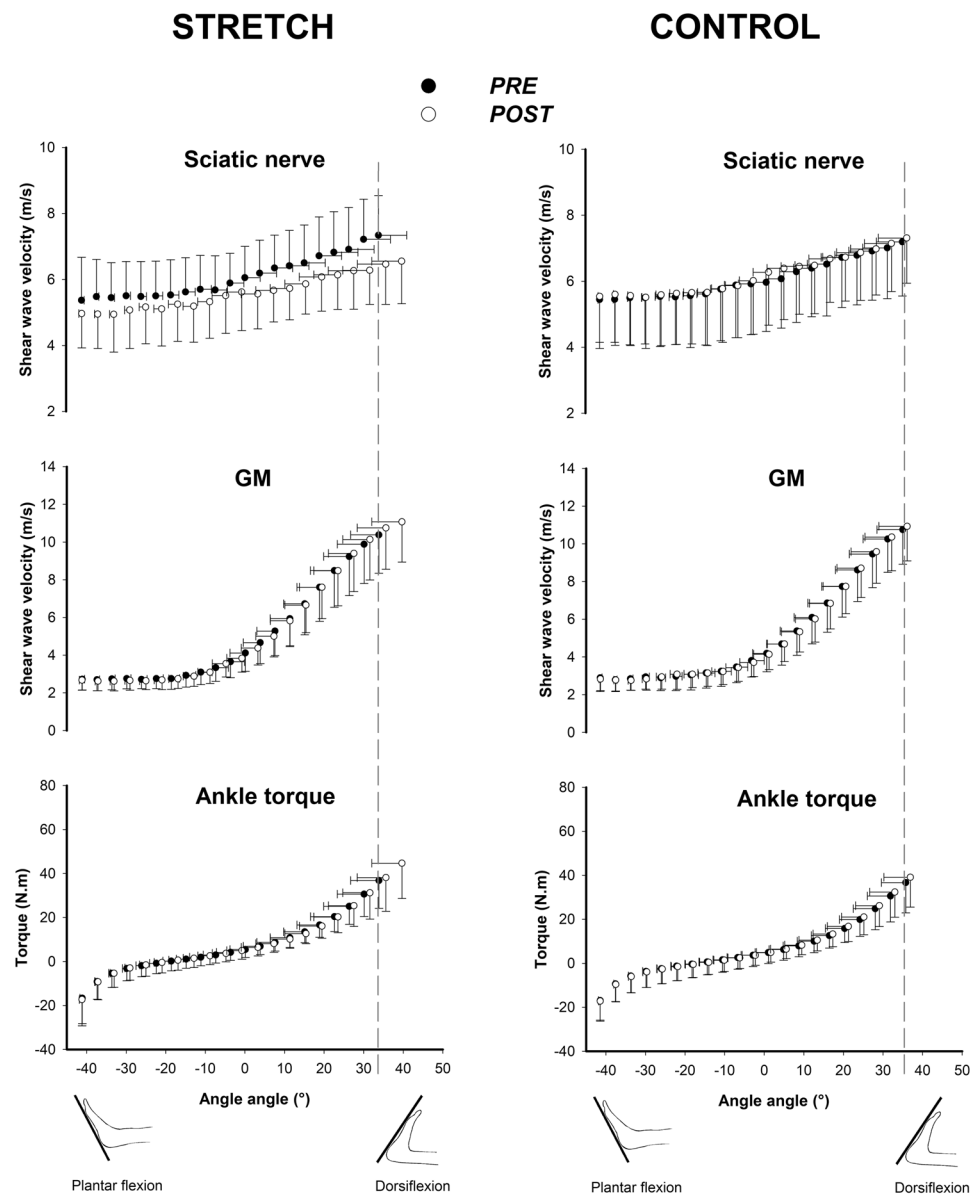 STRETCH
CONTROL
PRE
POST
Sciatic nerve
Shear wave velocity (m/s)
10
8
6
4
2
Sciatic nerve
Shear wave velocity (m/s)
10
8
6
4
2
GM
Shear wave velocity (m/s)
14
12
10
8
6
4
2
0
GM
Shear wave velocity (m/s)
14
12
10
8
6
4
2
0
Ankle torque
Torque (N.m)
80
60
40
20
0
-20
-40
-40 -30 -20 -10 0 10 20 30 40 50
Angle angle (°)
Plantar flexion
Dorsiflexion
Ankle torque
Torque (N.m)
80
60
40
20
0
-20
-40
-40 -30 -20 -10 0 10 20 30 40 50
Angle angle (°)
Plantar flexion
Dorsiflexion